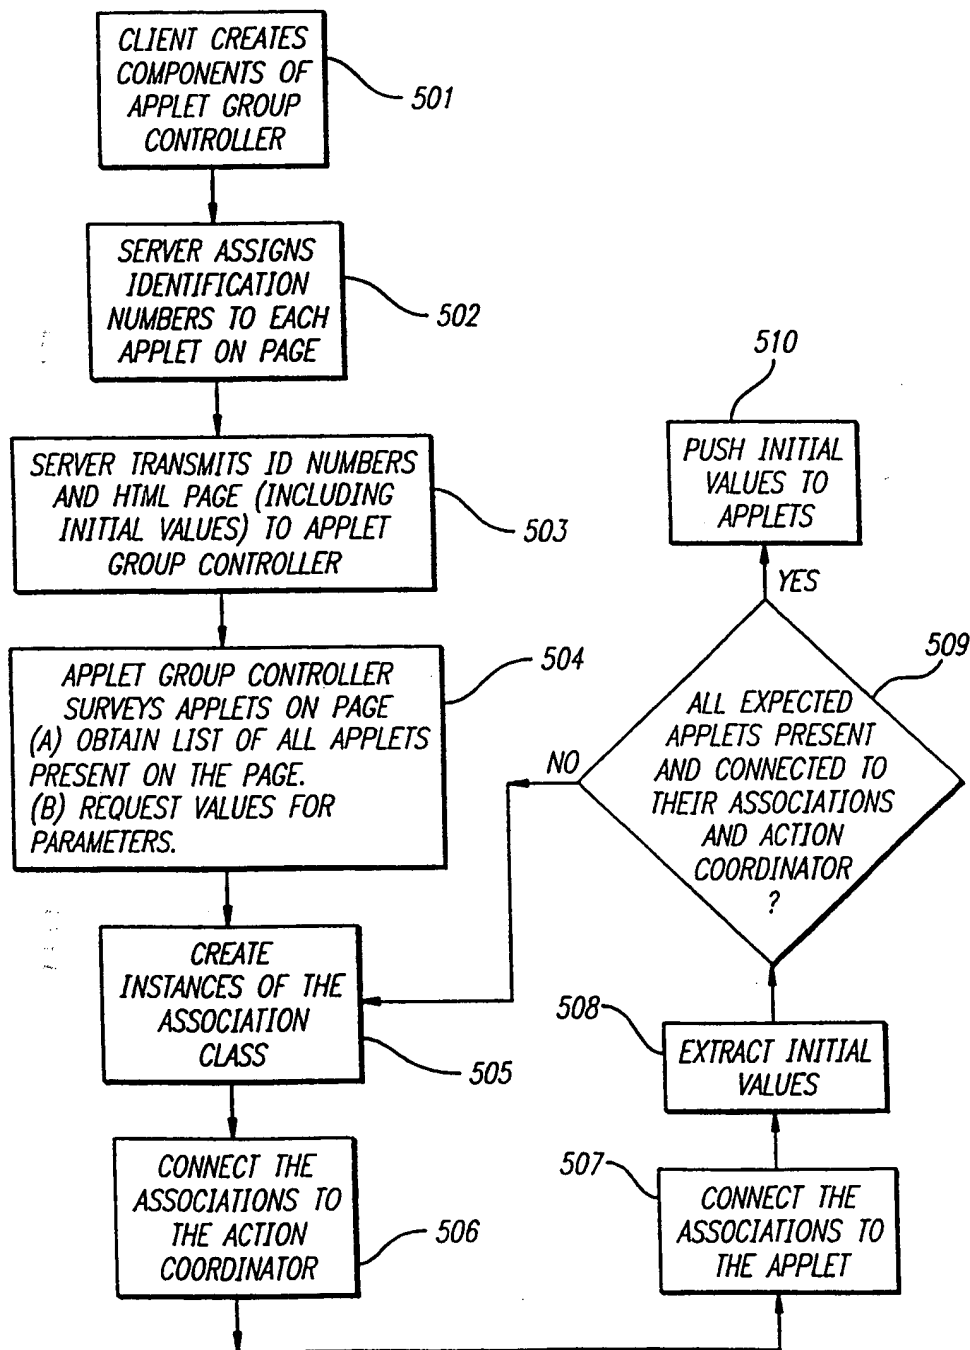 CLIENT CREATES
COMPONENTS OF
APPLET GROUP
CONTROLLER
501
SERVER ASSIGNS
IDENTIFICATION
NUMBERS TO EACH
APPLET ON PAGE
502
SERVER TRANSMITS ID NUMBERS
AND HTML PAGE (INCLUDING
INITIAL VALUES) TO APPLET
GROUP CONTROLLER
503
APPLET GROUP CONTROLLER
SURVEYS APPLETS ON PAGE
(A) OBTAIN LIST OF ALL APPLETS
PRESENT ON THE PAGE.
(B) REQUEST VALUES FOR
PARAMETERS.
504
CREATE
INSTANCES OF THE
ASSOCIATION
CLASS
505
CONNECT THE
ASSOCIATIONS TO
THE ACTION
COORDINATOR
506
507
CONNECT THE
ASSOCIATIONS TO
THE APPLET
508
EXTRACT INITIAL
VALUES
509
ALL EXPECTED
APPLETS PRESENT
AND CONNECTED TO
THEIR ASSOCIATIONS
AND ACTION
COORDINATOR
?
NO
YES
510
PUSH INITIAL
VALUES TO
APPLETS